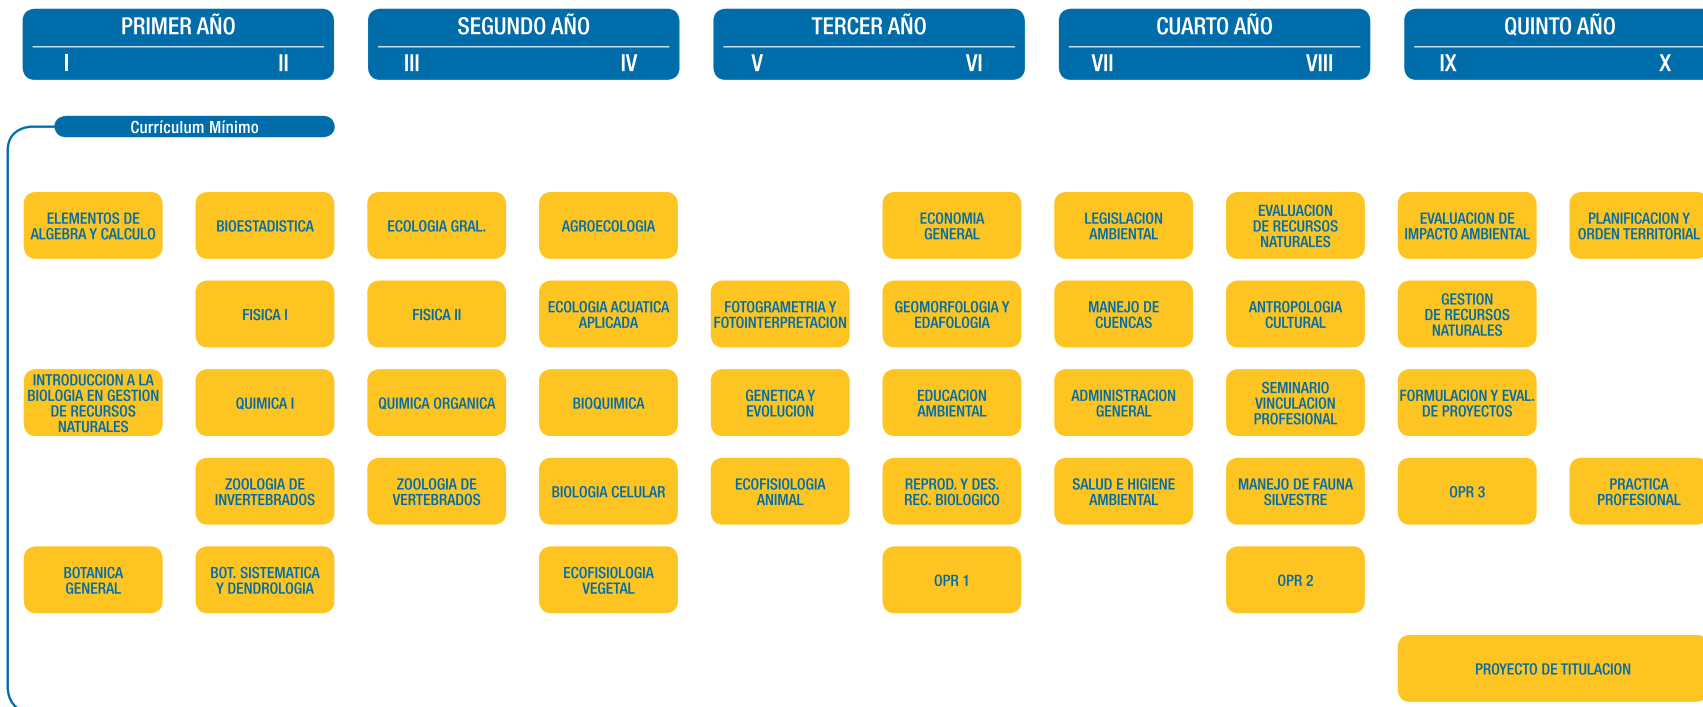 PRIMER AÑO
I II
SEGUNDO AÑO
III IV
TERCER AÑO
V VI
CUARTO AÑO
VII VIII
QUINTO AÑO
IX X
Currículum Mínimo
ELEMENTOS DE
ALGEBRA Y CALCULO
BIOESTADISTICA
ECOLOGIA GRAL.
AGROECOLOGIA
ECONOMIA
GENERAL
LEGISLACION
AMBIENTAL
EVALUACION
DE RECURSOS
NATURALES
EVALUACION DE
IMPACTO AMBIENTAL
PLANIFICACION Y
ORDEN TERRITORIAL
FISICA I
FISICA II
ECOLOGIA ACUATICA
APLICADA
FOTOGRAMETRIA Y
FOTOINTERPRETACION
GEOMORFOLOGIA Y
EDAFOLOGIA
MANEJO DE
CUENCAS
ANTROPOLOGIA
CULTURAL
GESTION
DE RECURSOS
NATURALES
INTRODUCCION A LA
BIOLOGIA EN GESTION
DE RECURSOS
NATURALES
QUIMICA I
QUIMICA ORGANICA
BIOQUIMICA
GENETICA Y
EVOLUCION
EDUCACION
AMBIENTAL
ADMINISTRACION
GENERAL
SEMINARIO
VINCULACION
PROFESIONAL
FORMULACION Y EVAL.
DE PROYECTOS
ZOOLOGIA DE
INVERTEBRADOS
ZOOLOGIA DE
VERTEBRADOS
BIOLOGIA CELULAR
ECOFISIOLOGIA
ANIMAL
REPROD. Y DES.
REC. BIOLOGICO
SALUD E HIGIENE
AMBIENTAL
MANEJO DE FAUNA
SILVESTRE
OPR 3
PRACTICA
PROFESIONAL
BOTANICA
GENERAL
BOT. SISTEMATICA
Y DENDROLOGIA
ECOFISIOLOGIA
VEGETAL
OPR 1
OPR 2
PROYECTO DE TITULACION